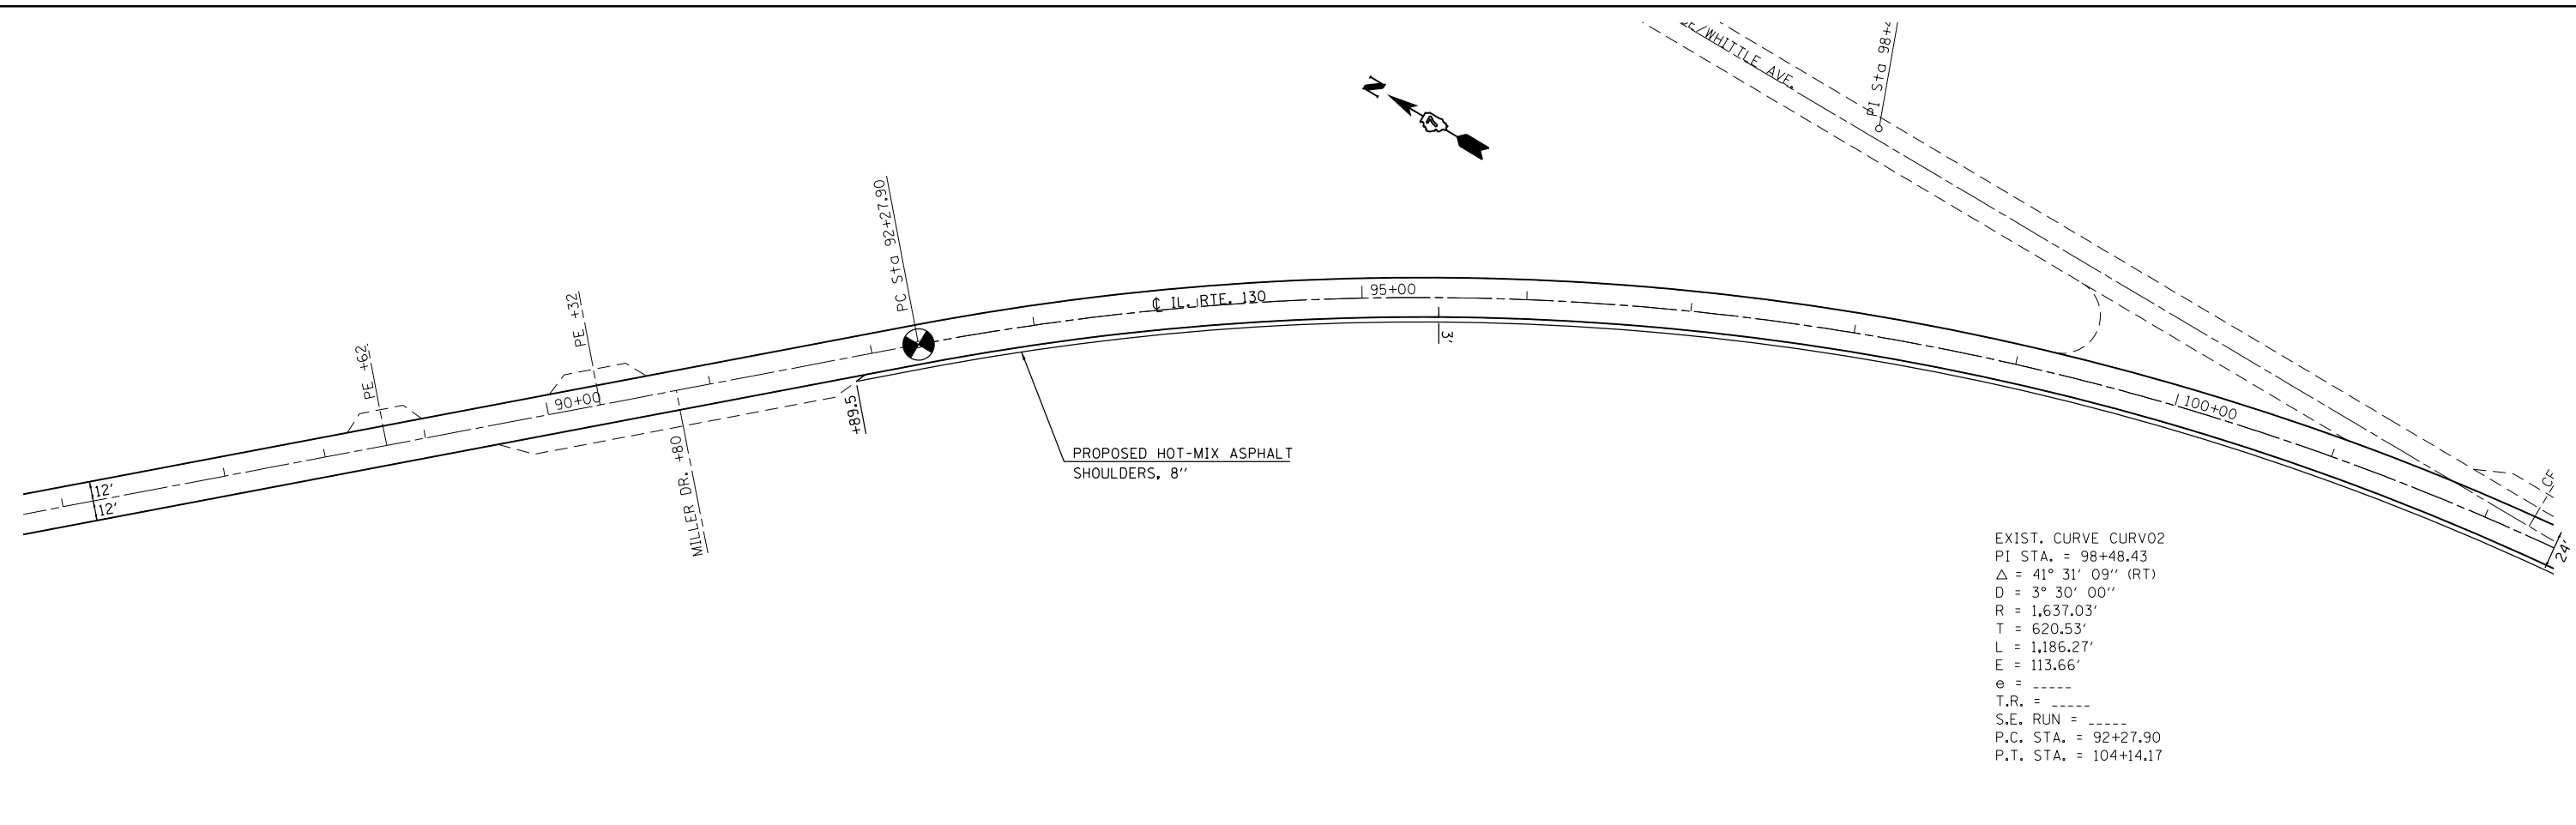 WHITTLE AVE.
PI Sta 98+4
N
PC Sta 92+27.90
PE +32
PE +62
℄ IL. RTE. 130
95+00
3'
90+00
100+00
+89.5
MILLER DR. +80
12'
12'
PROPOSED HOT-MIX ASPHALT
SHOULDERS, 8''
24'
EXIST. CURVE CURV02
PI STA. = 98+48.43
△ = 41° 31' 09'' (RT)
D = 3° 30' 00''
R = 1,637.03'
T = 620.53'
L = 1,186.27'
E = 113.66'
e = _____
T.R. = _____
S.E. RUN = _____
P.C. STA. = 92+27.90
P.T. STA. = 104+14.17